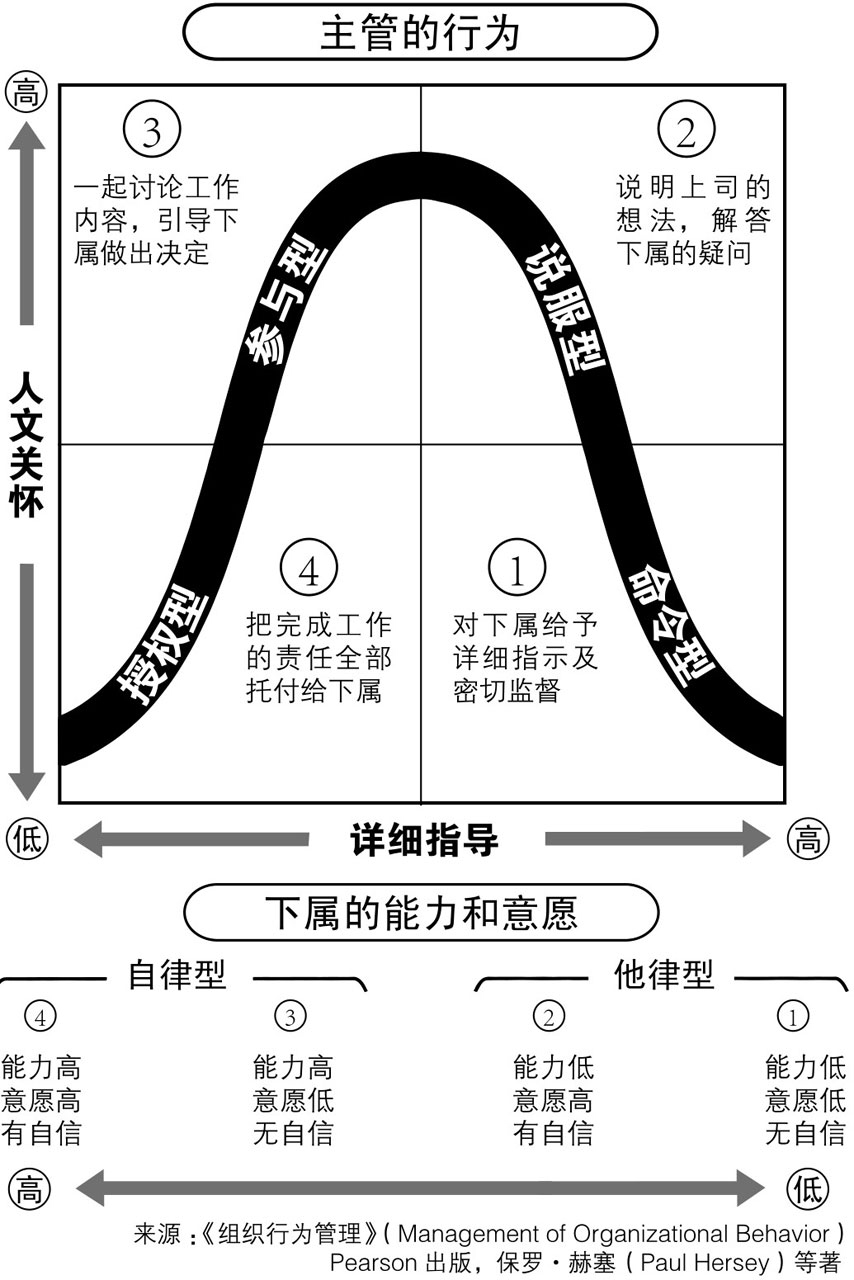 主管的行为
高
③
一起讨论工作
内容，引导下
属做出决定
②
说明上司的
想法，解答
下属的疑问
参与型
说服型
人文关怀
④
把完成工作
的责任全部
托付给下属
①
对下属给予
详细指示及
密切监督
授权型
命令型
低
详细指导
高
下属的能力和意愿
自律型
他律型
④
能力高
意愿高
有自信
③
能力高
意愿低
无自信
②
能力低
意愿高
有自信
①
能力低
意愿低
无自信
高
低
来源：《组织行为管理》（Management of Organizational Behavior）
Pearson 出版，保罗·赫塞（Paul Hersey）等著